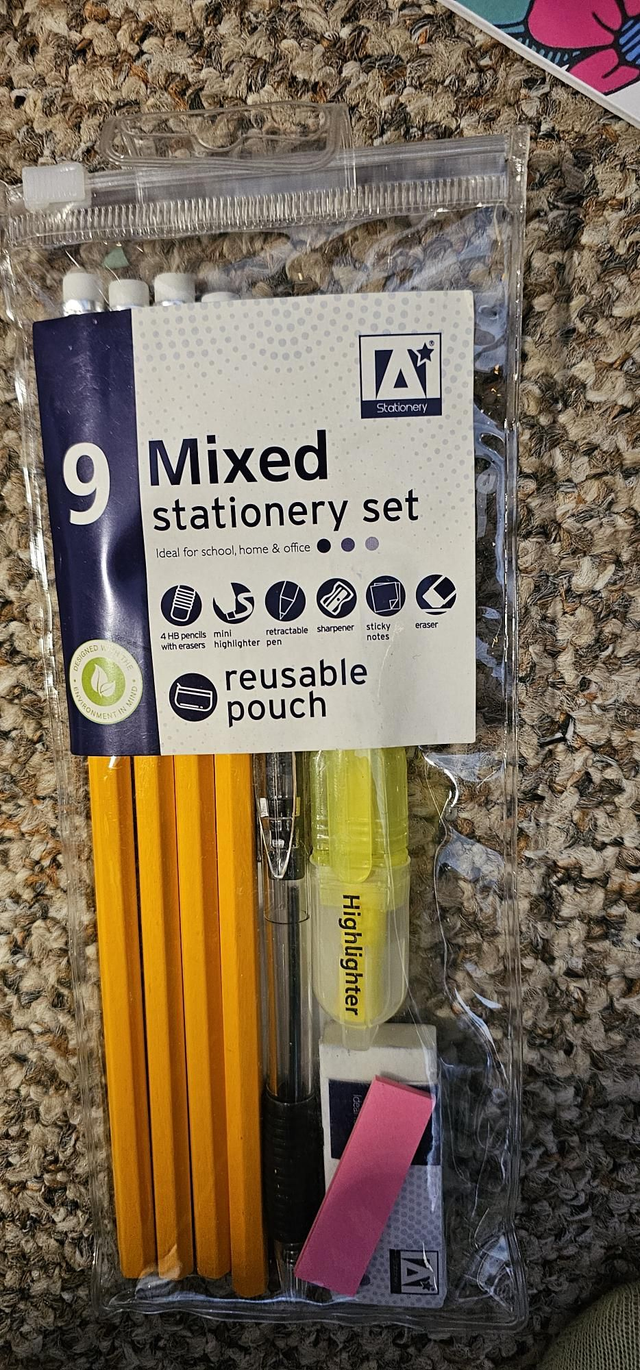 A
Stationery
9
Mixed
stationery set
Ideal for school, home & office
4 HB pencils
with erasers
mini
highlighter
retractable
pen
sharpener
sticky
notes
eraser
DESIGNED WITH THE
ENVIRONMENT IN MIND
reusable
pouch
Highlighter
Ideal